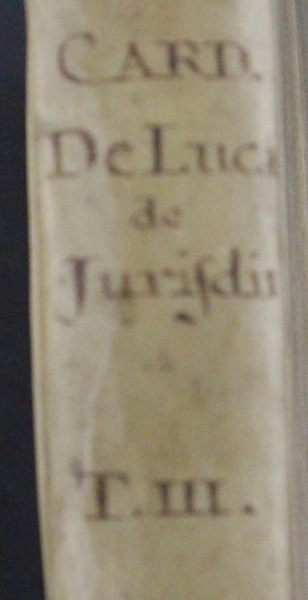 CARD.
De Luca
de
Jurisdi
T. III.